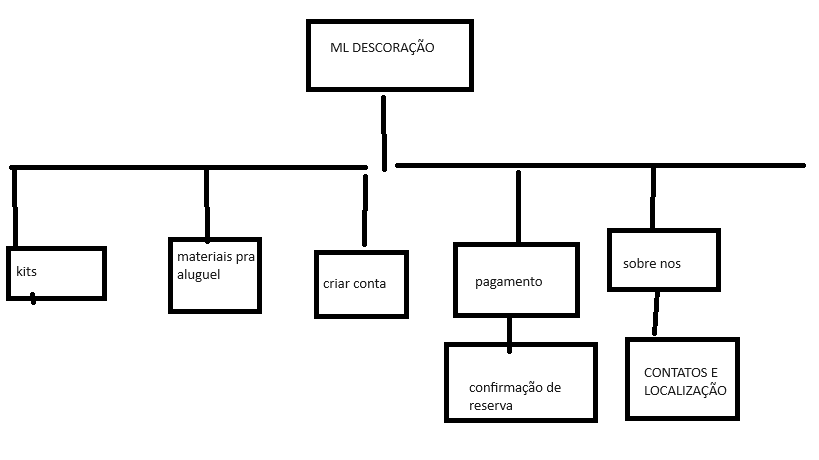 ML DESCORAÇÃO
kits
materiais pra
aluguel
criar conta
pagamento
sobre nos
confirmação de
reserva
CONTATOS E
LOCALIZAÇÃO